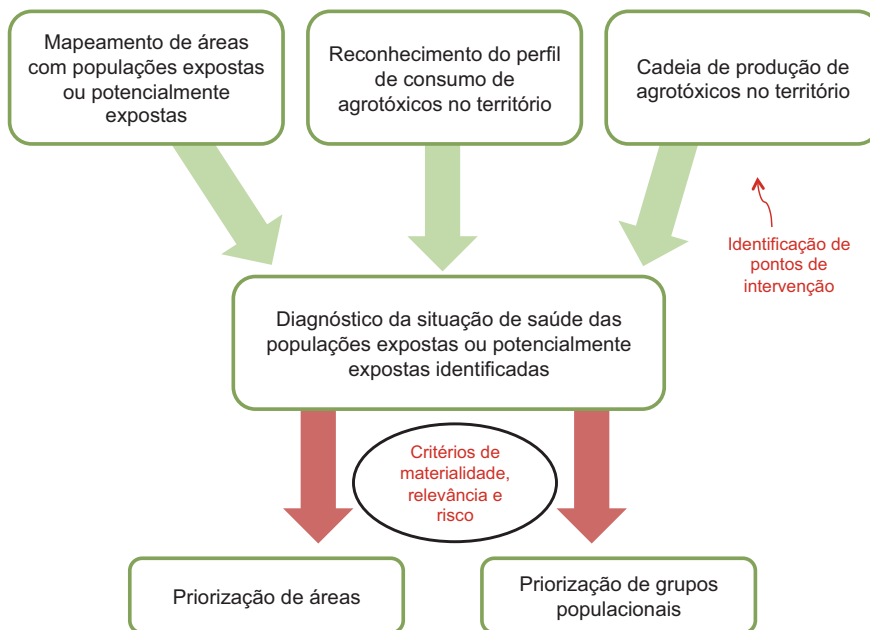 Mapeamento de áreas
com populações expostas
ou potencialmente
expostas
Reconhecimento do perfil
de consumo de
agrotóxicos no território
Cadeia de produção de
agrotóxicos no território
Identificação de
pontos de
intervenção
Diagnóstico da situação de saúde das
populações expostas ou potencialmente
expostas identificadas
Critérios de
materialidade,
relevância e
risco
Priorização de áreas
Priorização de grupos
populacionais